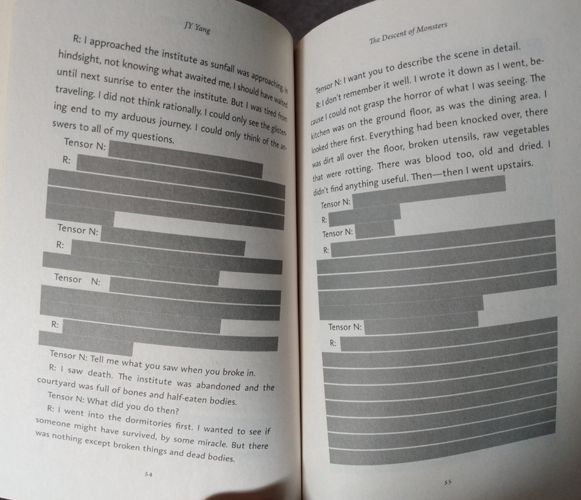 JY Yang
R: I approached the institute as sunfall was approaching in
hindsight, not knowing what awaited me. I should have waited
until next sunrise to enter the institute. But I was tired from
traveling. I did not think rationally. I could only see the
ing end to my arduous journey. I could only think of the an-
swers to all of my questions.
Tensor N:
R:
Tensor N:
R:
Tensor N:
R:
Tensor N: Tell me what you saw when you broke in.
R: I saw death. The institute was abandoned and the
courtyard was full of bones and half-eaten bodies.
Tensor N: What did you do then?
R: I went into the dormitories first. I wanted to see if
someone might have survived, by some miracle. But there
was nothing except broken things and dead bodies.
54
The Descent of Monsters
Tensor N: I want you to describe the scene in detail.
R: I don't remember it well. I wrote it down as I went, be-
cause I could not grasp the horror of what I was seeing. The
kitchen was on the ground floor, as was the dining area. I
looked there first. Everything had been knocked over, there
was dirt all over the floor, broken utensils, raw vegetables
that were rotting. There was blood too, old and dried. I
didn't find anything useful. Then—then I went upstairs.
Tensor N:
R:
Tensor N:
R:
Tensor N:
R:
55